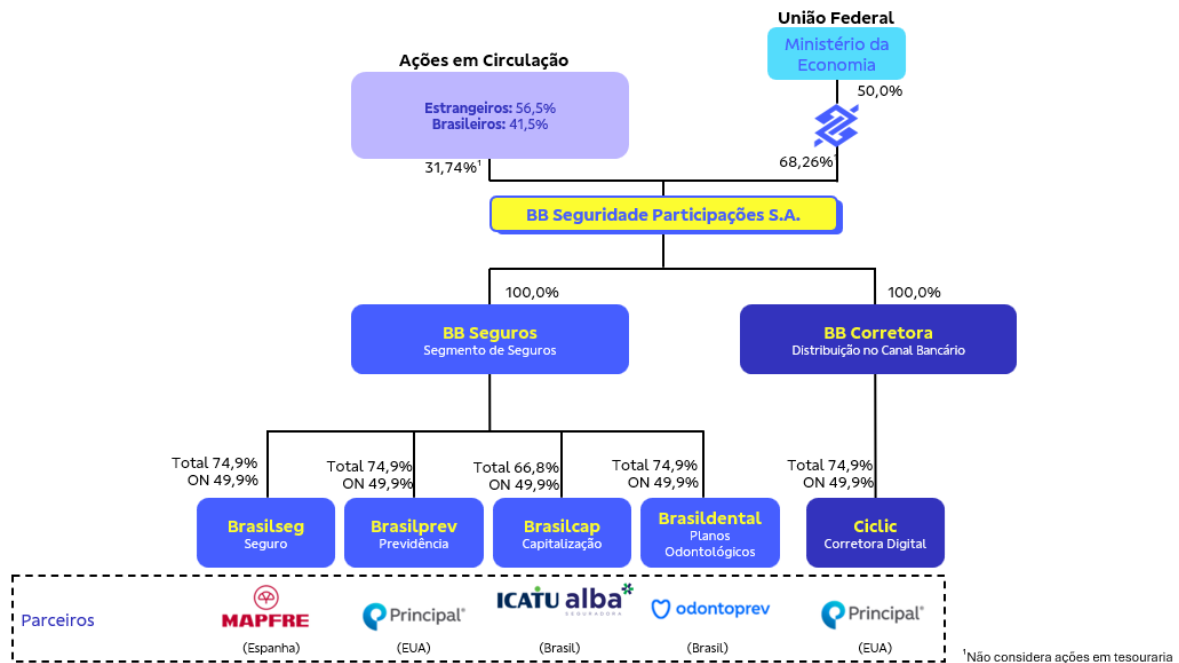 União Federal
Ministério da
Economia
50,0%
Ações em Circulação
Estrangeiros: 56,5%
Brasileiros: 41,5%
31,74%¹
68,26%¹
BB Seguridade Participações S.A.
100,0%
100,0%
BB Seguros
Segmento de Seguros
BB Corretora
Distribuição no Canal Bancário
Total 74,9%
ON 49,9%
Total 74,9%
ON 49,9%
Total 66,8%
ON 49,9%
Total 74,9%
ON 49,9%
Total 74,9%
ON 49,9%
Brasilseg
Seguro
Brasilprev
Previdência
Brasilcap
Capitalização
Brasildental
Planos
Odontológicos
Ciclic
Corretora Digital
Parceiros
MAPFRE
(Espanha)
Principal®
(EUA)
ICATU alba
SEGURADORA
(Brasil)
odontoprev
(Brasil)
Principal®
(EUA)
¹Não considera ações em tesouraria